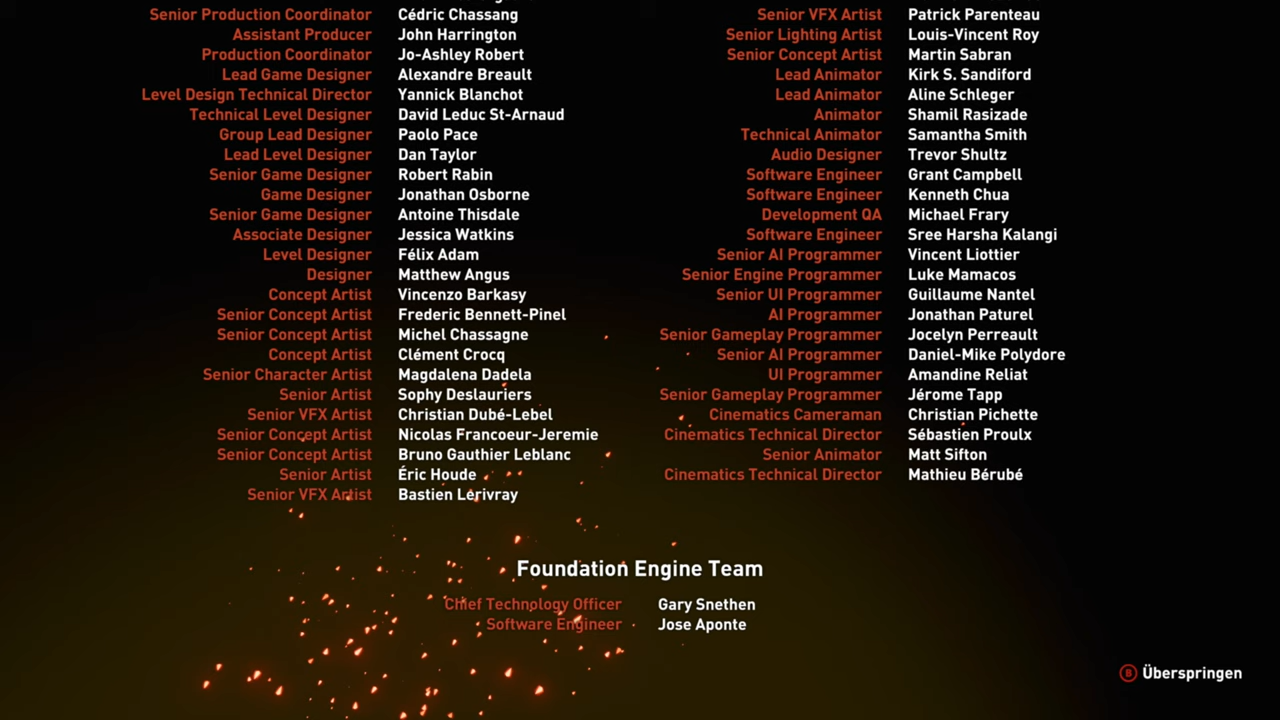 Senior Production Coordinator Cédric Chassang
Assistant Producer John Harrington
Production Coordinator Jo-Ashley Robert
Lead Game Designer Alexandre Breault
Level Design Technical Director Yannick Blanchot
Technical Level Designer David Leduc St-Arnaud
Group Lead Designer Paolo Pace
Lead Level Designer Dan Taylor
Senior Game Designer Robert Rabin
Game Designer Jonathan Osborne
Senior Game Designer Antoine Thisdale
Associate Designer Jessica Watkins
Level Designer Félix Adam
Designer Matthew Angus
Concept Artist Vincenzo Barkasy
Senior Concept Artist Frederic Bennett-Pinel
Senior Concept Artist Michel Chassagne
Concept Artist Clément Crocq
Senior Character Artist Magdalena Dadela
Senior Artist Sophy Deslauriers
Senior VFX Artist Christian Dubé-Lebel
Senior Concept Artist Nicolas Francoeur-Jeremie
Senior Concept Artist Bruno Gauthier Leblanc
Senior Artist Éric Houde
Senior VFX Artist Bastien Lerivray
Senior VFX Artist Patrick Parenteau
Senior Lighting Artist Louis-Vincent Roy
Senior Concept Artist Martin Sabran
Lead Animator Kirk S. Sandiford
Lead Animator Aline Schleger
Animator Shamil Rasizade
Technical Animator Samantha Smith
Audio Designer Trevor Shultz
Software Engineer Grant Campbell
Software Engineer Kenneth Chua
Development QA Michael Frary
Software Engineer Sree Harsha Kalangi
Senior AI Programmer Vincent Liottier
Senior Engine Programmer Luke Mamacos
Senior UI Programmer Guillaume Nantel
AI Programmer Jonathan Paturel
Senior Gameplay Programmer Jocelyn Perreault
Senior AI Programmer Daniel-Mike Polydore
UI Programmer Amandine Reliat
Senior Gameplay Programmer Jérome Tapp
Cinematics Cameraman Christian Pichette
Cinematics Technical Director Sébastien Proulx
Senior Animator Matt Sifton
Cinematics Technical Director Mathieu Bérubé
Foundation Engine Team
Chief Technology Officer Gary Snethen
Software Engineer Jose Aponte
B Überspringen